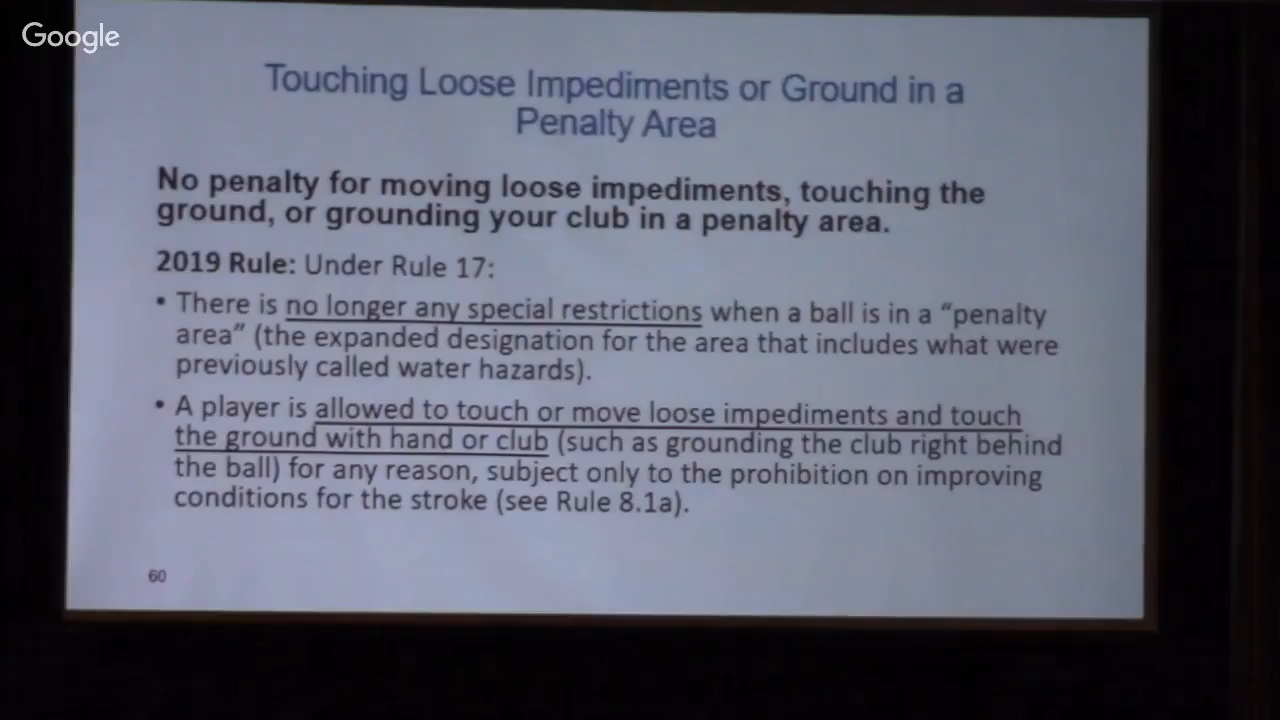 Google
Touching Loose Impediments or Ground in a
Penalty Area
No penalty for moving loose impediments, touching the
ground, or grounding your club in a penalty area.
2019 Rule: Under Rule 17:
• There is no longer any special restrictions when a ball is in a “penalty
area” (the expanded designation for the area that includes what were
previously called water hazards).
• A player is allowed to touch or move loose impediments and touch
the ground with hand or club (such as grounding the club right behind
the ball) for any reason, subject only to the prohibition on improving
conditions for the stroke (see Rule 8.1a).
60